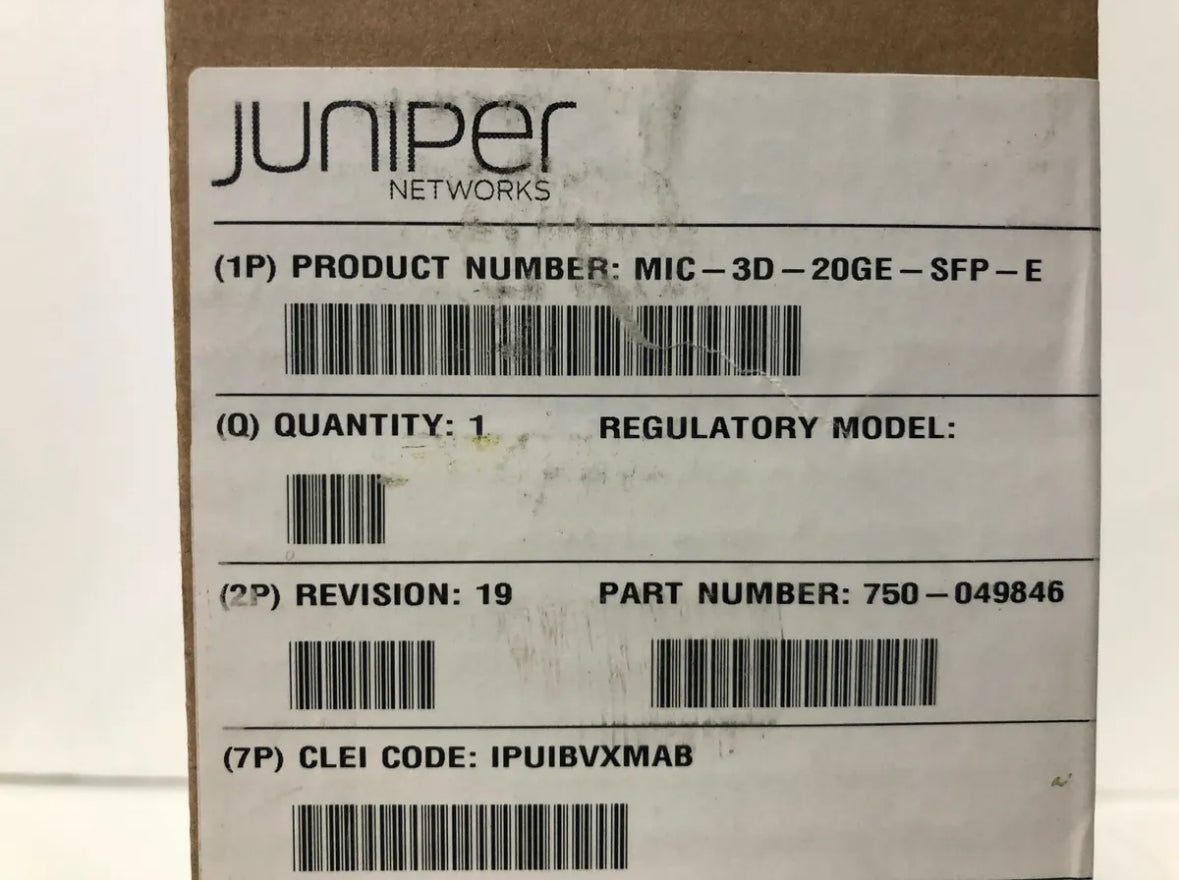 JUNIPER
NETWORKS
(1P) PRODUCT NUMBER: MIC-3D-20GE-SFP-E
(Q) QUANTITY: 1 REGULATORY MODEL:
(2P) REVISION: 19 PART NUMBER: 750-049846
(7P) CLEI CODE: IPUIBVXMAB